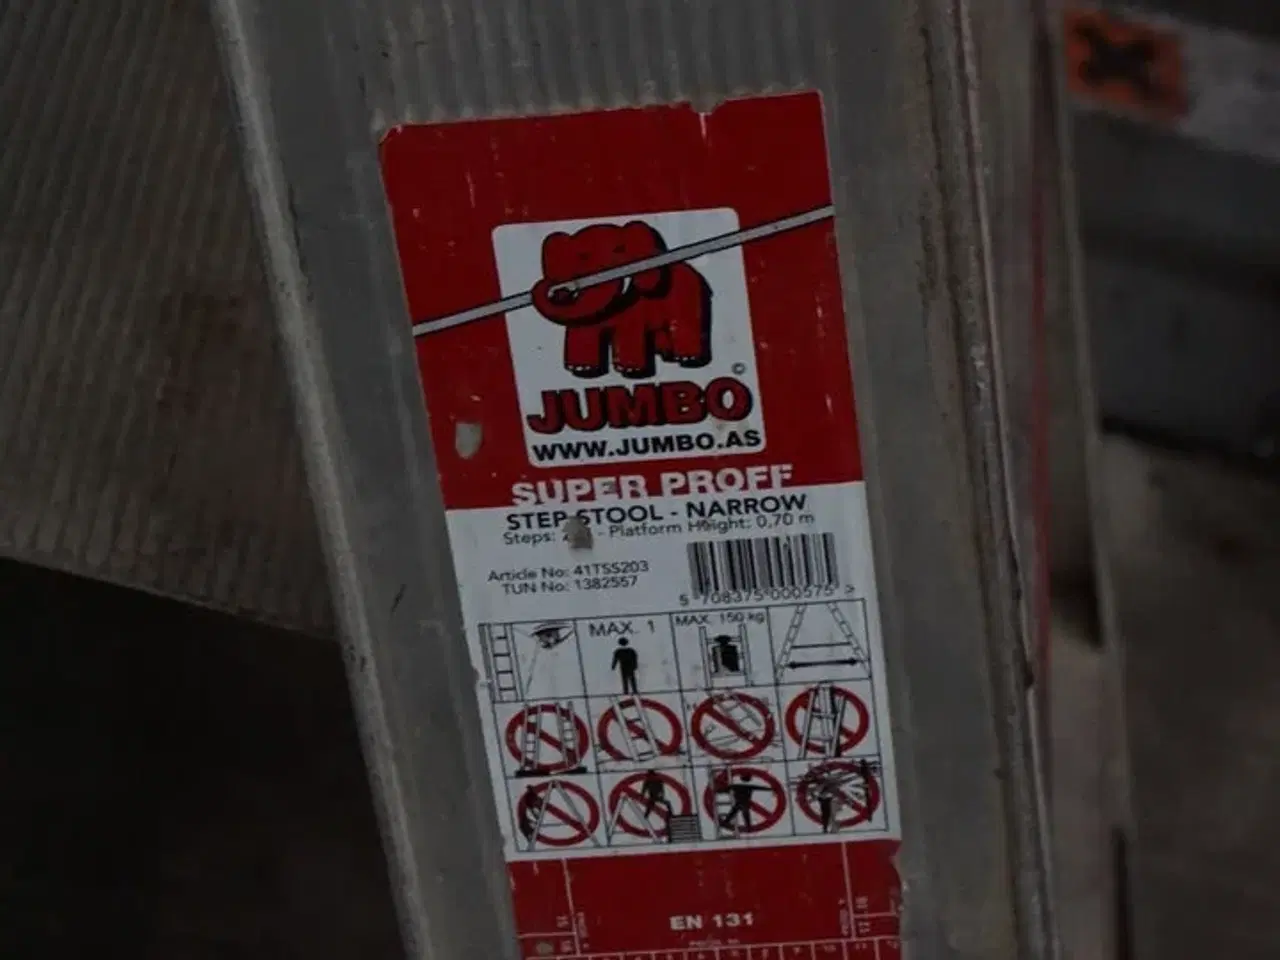 ©
JUMBO
WWW.JUMBO.AS
SUPER PROFF
STEP STOOL - NARROW
Steps: - Platform Height: 0,70 m
Article No: 41TSS203
TUN No: 1382557
5 708375 000575 >
MAX. 1
MAX. 150 kg
EN 131